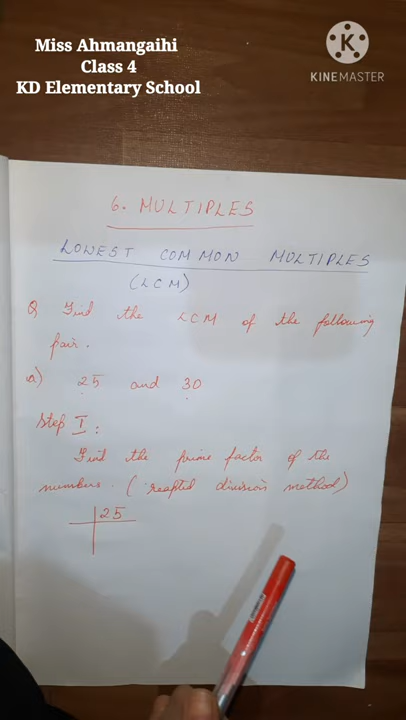 Miss Ahmangaihi
Class 4
KD Elementary School
KINEMASTER
6. MULTIPLES
LOWEST COMMON MULTIPLES
(LCM)
Q Find the LCM of the following
pair.
a) 25 and 30
Step I:
Find the prime factor of the
numbers. (reapted division method)
25